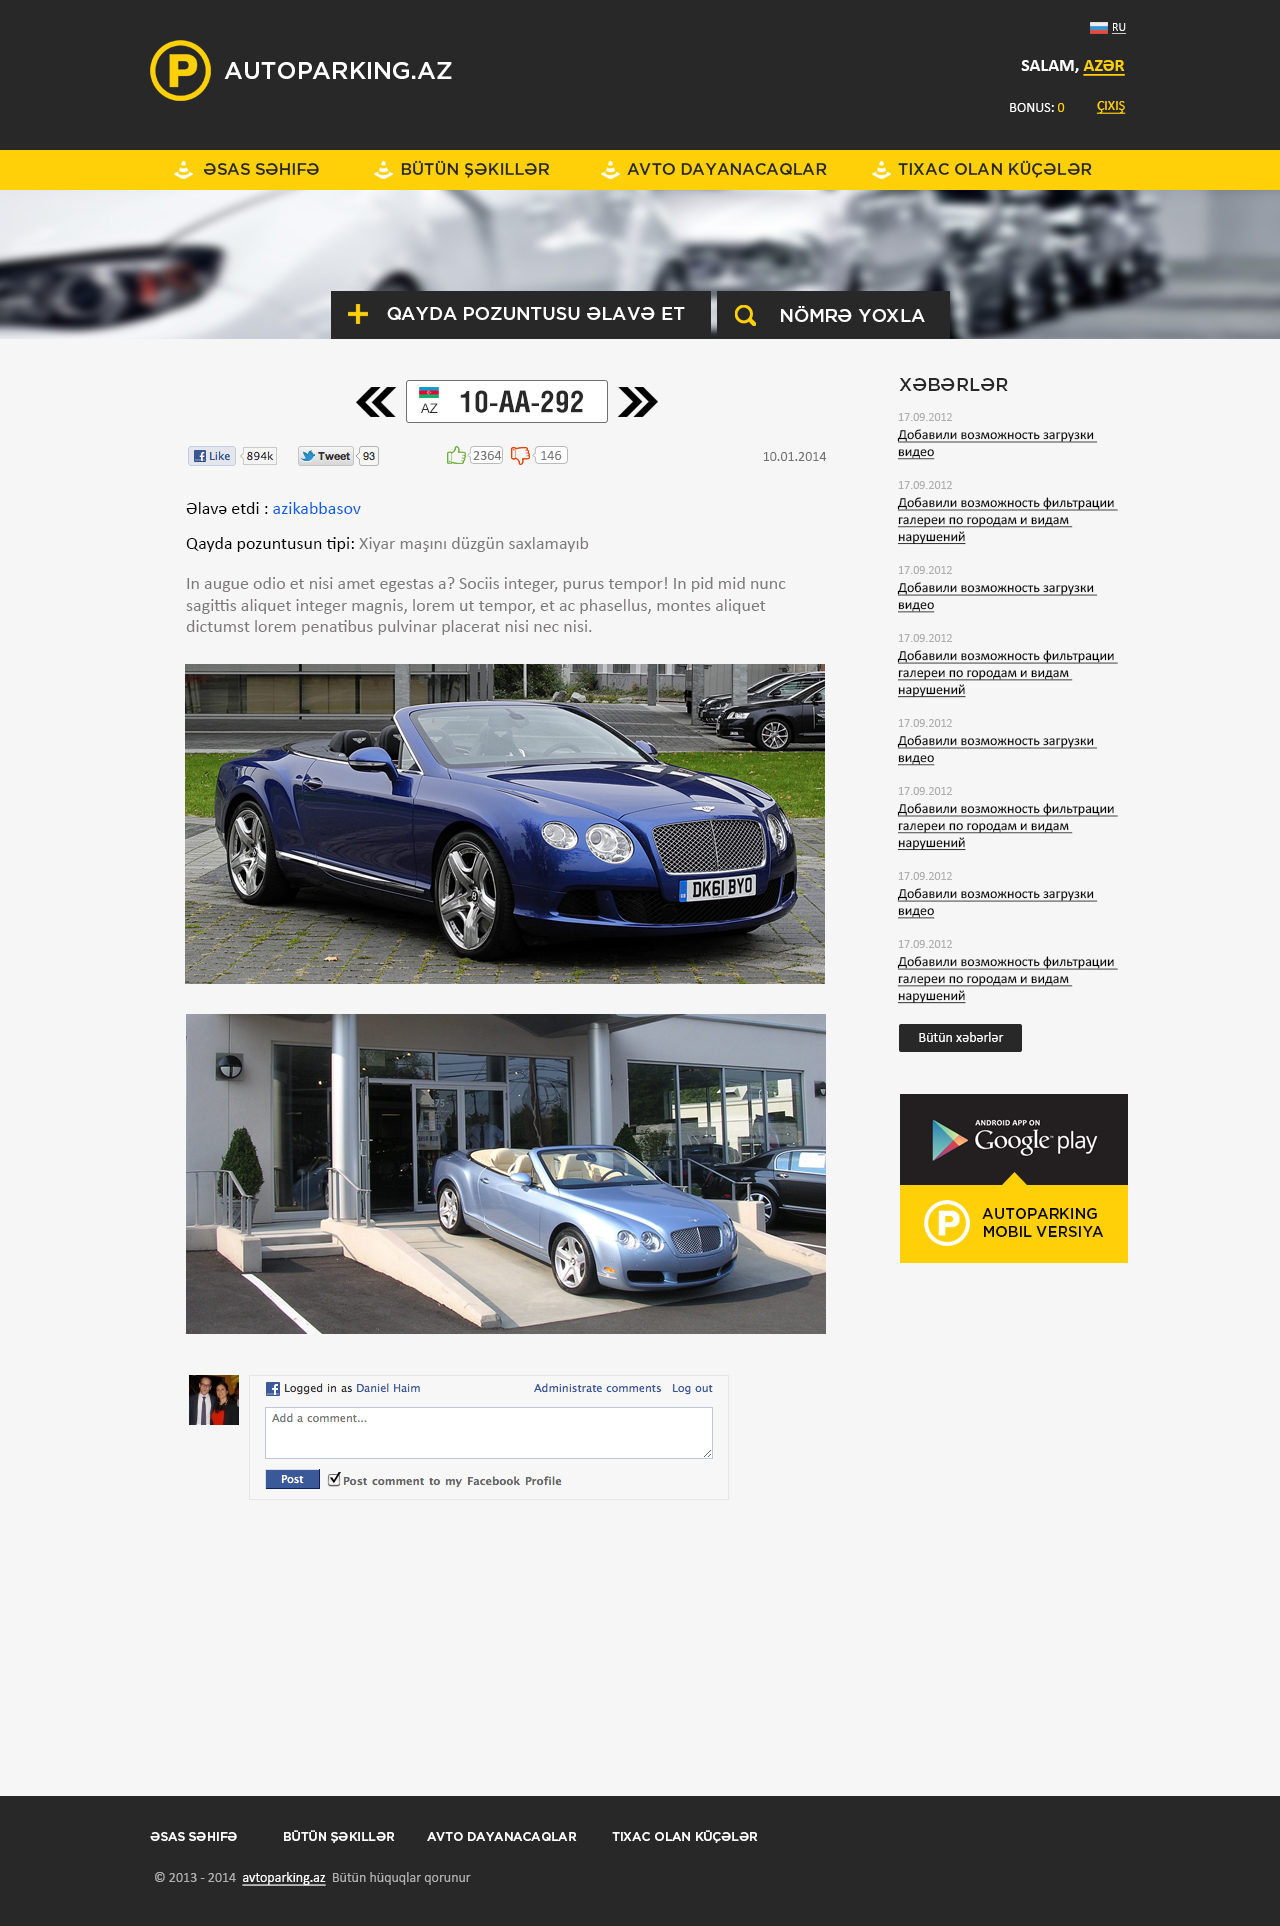 RU
P AUTOPARKING.AZ
SALAM, AZƏR
BONUS: 0 ÇIXIŞ
ƏSAS SƏHIFƏ BÜTÜN ŞƏKILLƏR AVTO DAYANACAQLAR TIXAC OLAN KÜÇƏLƏR
QAYDA POZUNTUSU ƏLAVƏ ET NÖMRƏ YOXLA
AZ 10-AA-292
Like 894k Tweet 93 2364 146 10.01.2014
Əlavə etdi : azikabbasov
Qayda pozuntusun tipi: Xiyar maşını düzgün saxlamayıb
In augue odio et nisi amet egestas a? Sociis integer, purus tempor! In pid mid nunc
sagittis aliquet integer magnis, lorem ut tempor, et ac phasellus, montes aliquet
dictumst lorem penatibus pulvinar placerat nisi nec nisi.
DK61 BYO
275
Logged in as Daniel Haim Administrate comments Log out
Add a comment...
Post Post comment to my Facebook Profile
XƏBƏRLƏR
17.09.2012
Добавили возможность загрузки
видео
17.09.2012
Добавили возможность фильтрации
галереи по городам и видам
нарушений
17.09.2012
Добавили возможность загрузки
видео
17.09.2012
Добавили возможность фильтрации
галереи по городам и видам
нарушений
17.09.2012
Добавили возможность загрузки
видео
17.09.2012
Добавили возможность фильтрации
галереи по городам и видам
нарушений
17.09.2012
Добавили возможность загрузки
видео
17.09.2012
Добавили возможность фильтрации
галереи по городам и видам
нарушений
Bütün xəbərlər
ANDROID APP ON
Google play
P AUTOPARKING
MOBIL VERSIYA
ƏSAS SƏHIFƏ BÜTÜN ŞƏKILLƏR AVTO DAYANACAQLAR TIXAC OLAN KÜÇƏLƏR
© 2013 - 2014 avtoparking.az Bütün hüquqlar qorunur